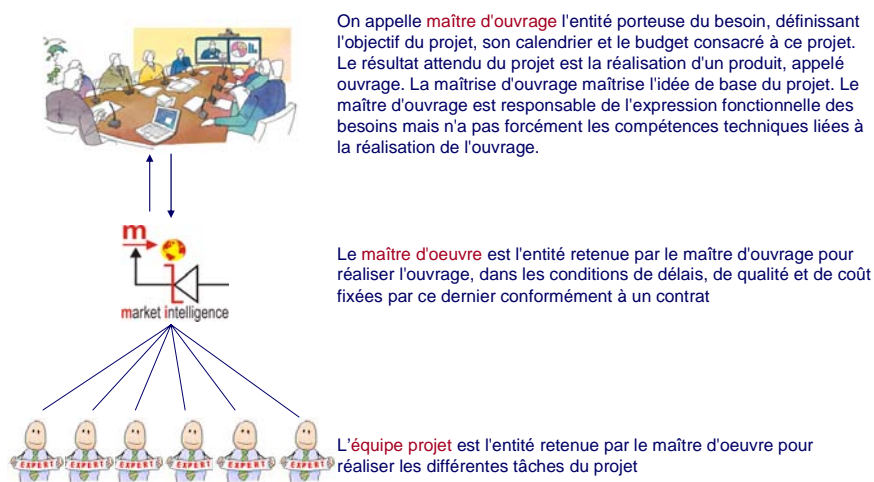 On appelle maître d'ouvrage l'entité porteuse du besoin, définissant
l'objectif du projet, son calendrier et le budget consacré à ce projet.
Le résultat attendu du projet est la réalisation d'un produit, appelé
ouvrage. La maîtrise d'ouvrage maîtrise l'idée de base du projet. Le
maître d'ouvrage est responsable de l'expression fonctionnelle des
besoins mais n'a pas forcément les compétences techniques liées à
la réalisation de l'ouvrage.
m
market intelligence
Le maître d'oeuvre est l'entité retenue par le maître d'ouvrage pour
réaliser l'ouvrage, dans les conditions de délais, de qualité et de coût
fixées par ce dernier conformément à un contrat
EXPERT EXPERT EXPERT EXPERT EXPERT EXPERT
L'équipe projet est l'entité retenue par le maître d'oeuvre pour
réaliser les différentes tâches du projet